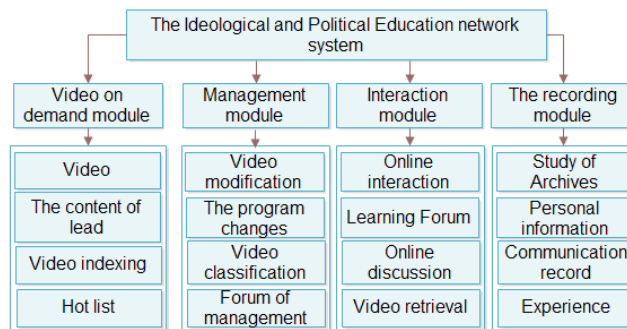 The Ideological and Political Education network
system
Video on
demand module
Management
module
Interaction
module
The recording
module
Video
The content of
lead
Video indexing
Hot list
Video
modification
The program
changes
Video
classification
Forum of
management
Online
interaction
Learning Forum
Online
discussion
Video retrieval
Study of
Archives
Personal
information
Communication
record
Experience